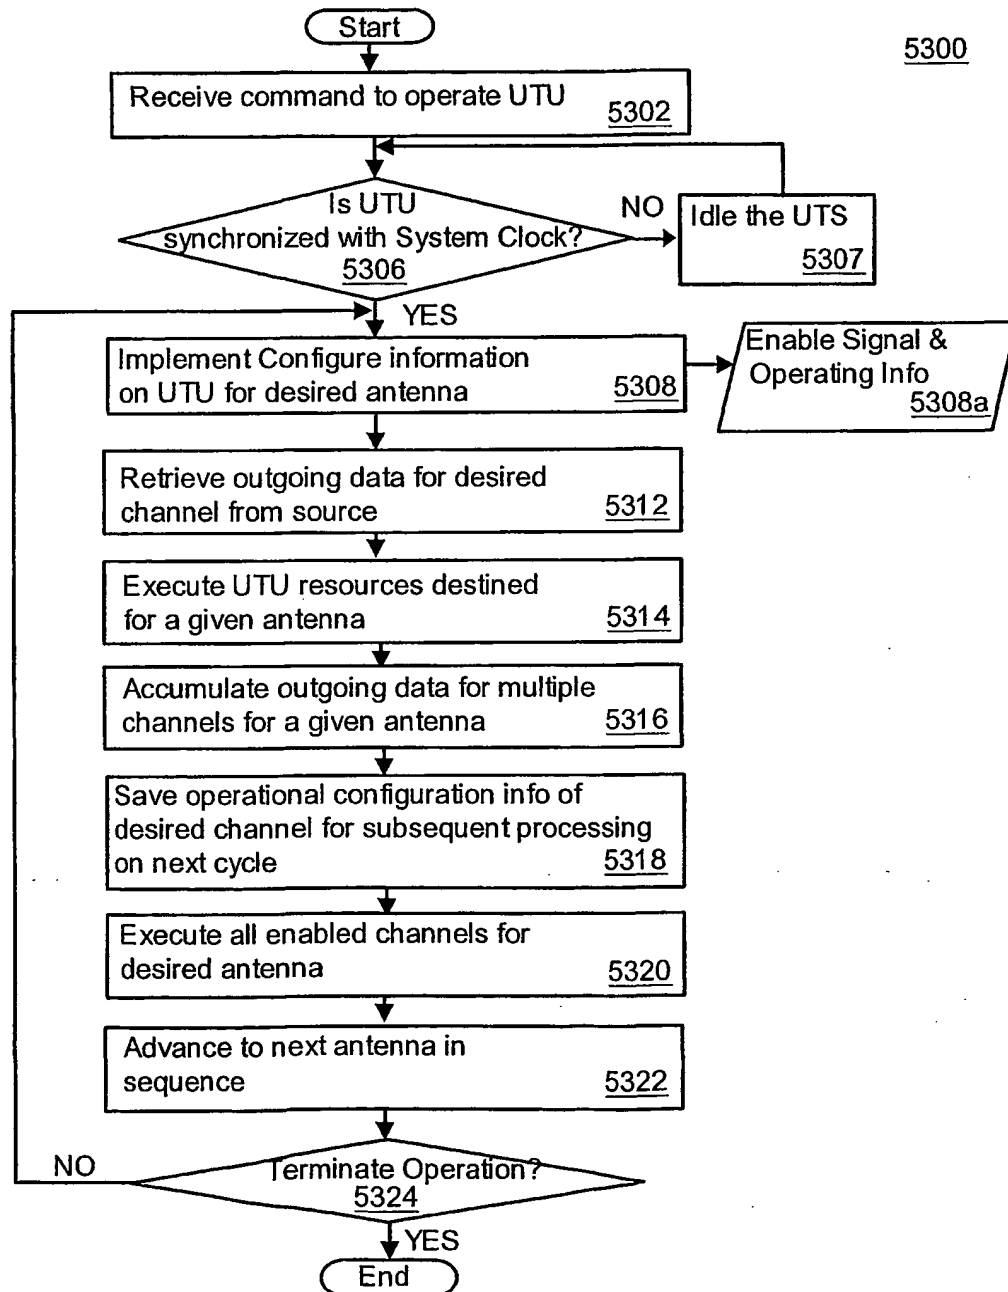 Start
5300
Receive command to operate UTU
5302
Is UTU
synchronized with System Clock?
5306
NO
Idle the UTS
5307
YES
Implement Configure information
on UTU for desired antenna
5308
Enable Signal &
Operating Info
5308a
Retrieve outgoing data for desired
channel from source
5312
Execute UTU resources destined
for a given antenna
5314
Accumulate outgoing data for multiple
channels for a given antenna
5316
Save operational configuration info of
desired channel for subsequent processing
on next cycle
5318
Execute all enabled channels for
desired antenna
5320
Advance to next antenna in
sequence
5322
NO
Terminate Operation?
5324
YES
End